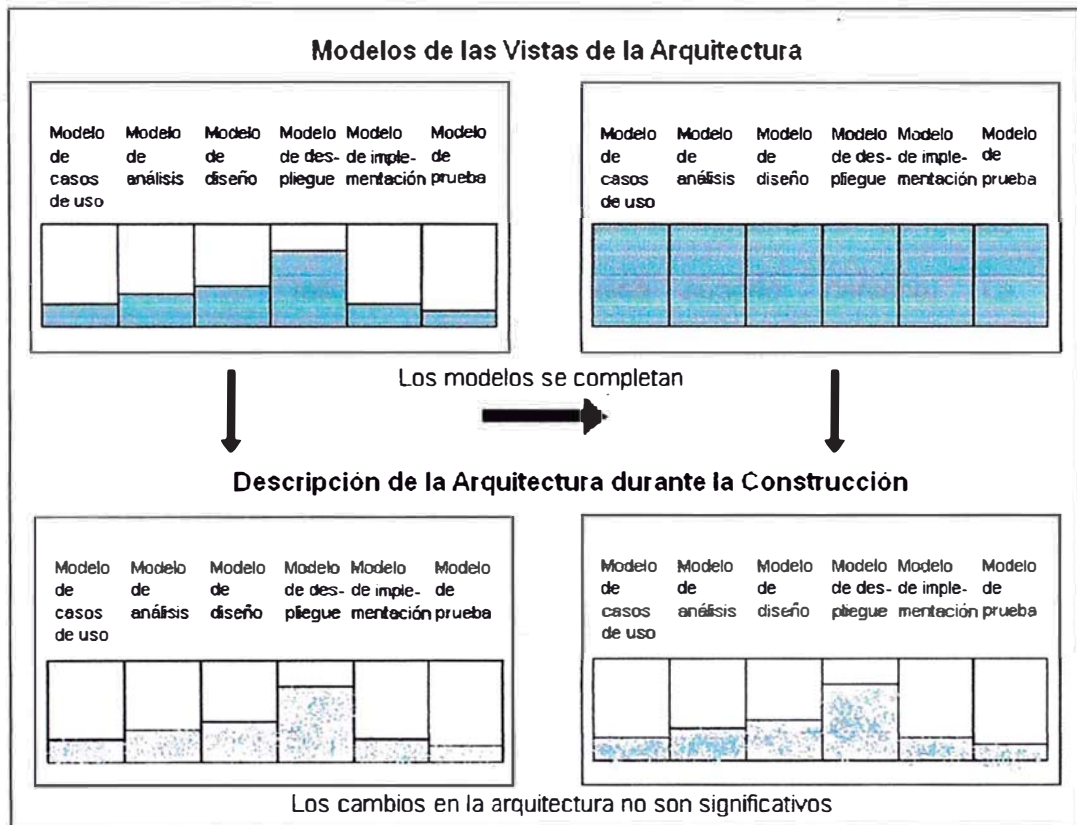 Modelos de las Vistas de la Arquitectura
Modelo de casos de uso
Modelo de análisis
Modelo de diseño
Modelo de des-pliegue
Modelo de imple-mentación
Modelo de prueba
Modelo de casos de uso
Modelo de análisis
Modelo de diseño
Modelo de des-pliegue
Modelo de imple-mentación
Modelo de prueba
Los modelos se completan
Descripción de la Arquitectura durante la Construcción
Modelo de casos de uso
Modelo de análisis
Modelo de diseño
Modelo de des-pliegue
Modelo de imple-mentación
Modelo de prueba
Modelo de casos de uso
Modelo de análisis
Modelo de diseño
Modelo de des-pliegue
Modelo de imple-mentación
Modelo de prueba
Los cambios en la arquitectura no son significativos